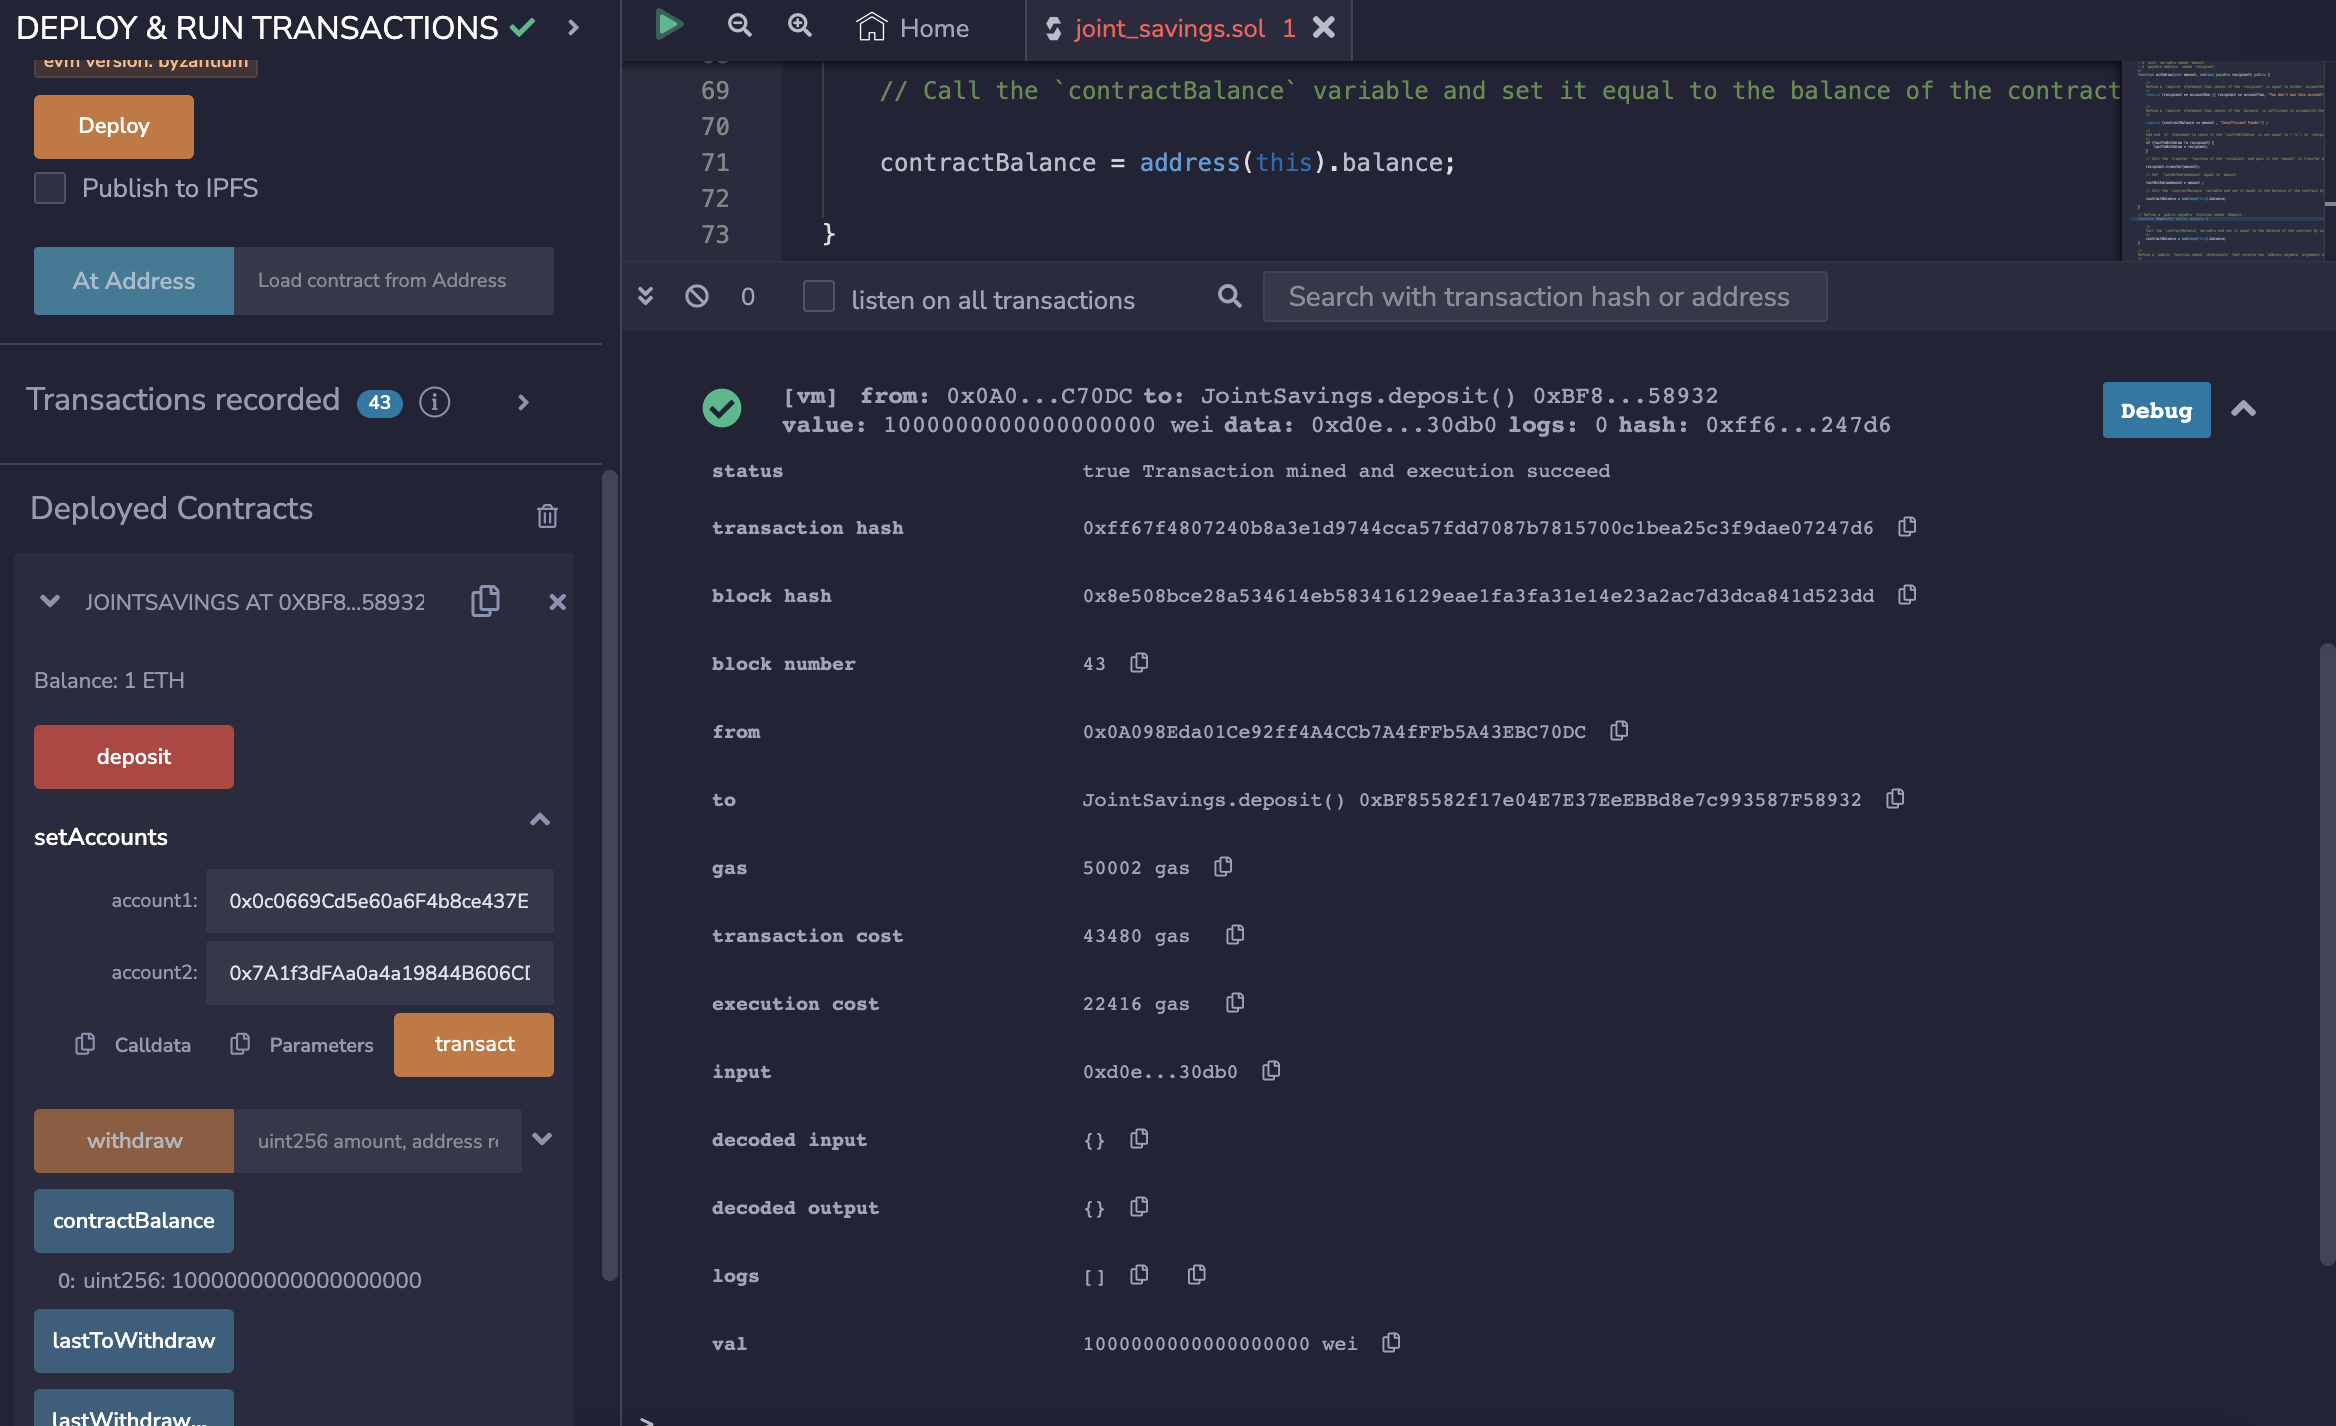 DEPLOY & RUN TRANSACTIONS
evm version: byzantium
Deploy
Publish to IPFS
At Address
Load contract from Address
Transactions recorded 43
Deployed Contracts
JOINTSAVINGS AT 0XBF8...58932
Balance: 1 ETH
deposit
setAccounts
account1: 0x0c0669Cd5e60a6F4b8ce437E
account2: 0x7A1f3dFAa0a4a19844B606CD
Calldata Parameters transact
withdraw uint256 amount, address re
contractBalance
0: uint256: 1000000000000000000
lastToWithdraw
lastWithdraw...
Home
joint_savings.sol 1
69 // Call the `contractBalance` variable and set it equal to the balance of the contract
70
71 contractBalance = address(this).balance;
72
73 }
0 listen on all transactions Search with transaction hash or address
[vm] from: 0x0A0...C70DC to: JointSavings.deposit() 0xBF8...58932
value: 1000000000000000000 wei data: 0xd0e...30db0 logs: 0 hash: 0xff6...247d6
Debug
status true Transaction mined and execution succeed
transaction hash 0xff67f4807240b8a3e1d9744cca57fdd7087b7815700c1bea25c3f9dae07247d6
block hash 0x8e508bce28a534614eb583416129eae1fa3fa31e14e23a2ac7d3dca841d523dd
block number 43
from 0x0A098Eda01Ce92ff4A4CCb7A4fFFb5A43EBC70DC
to JointSavings.deposit() 0xBF85582f17e04E7E37EeEBBd8e7c993587F58932
gas 50002 gas
transaction cost 43480 gas
execution cost 22416 gas
input 0xd0e...30db0
decoded input {}
decoded output {}
logs []
val 1000000000000000000 wei
>